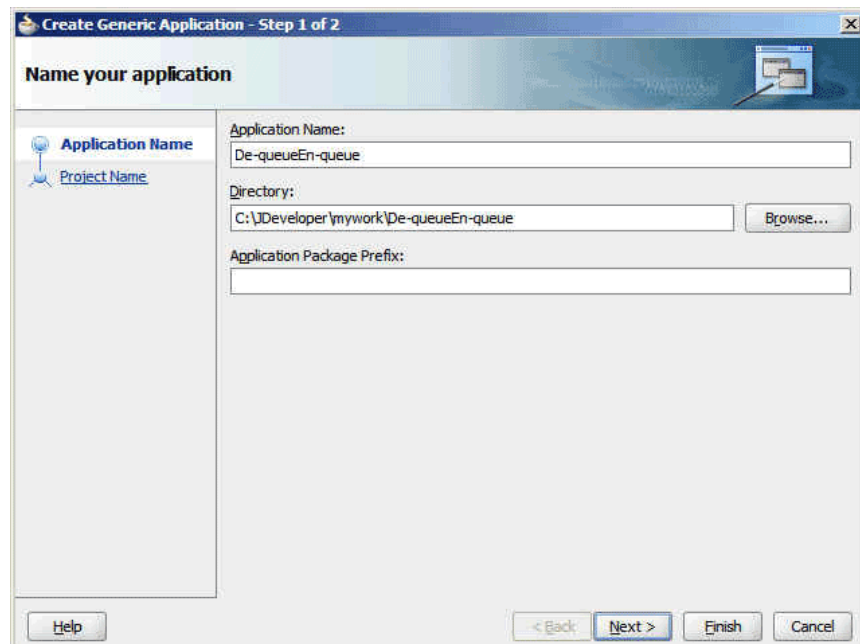 Create Generic Application - Step 1 of 2
Name your application
Application Name
Project Name
Application Name:
De-queueEn-queue
Directory:
C:\JDeveloper\mywork\De-queueEn-queue
Browse...
Application Package Prefix:
Help
< Back
Next >
Finish
Cancel